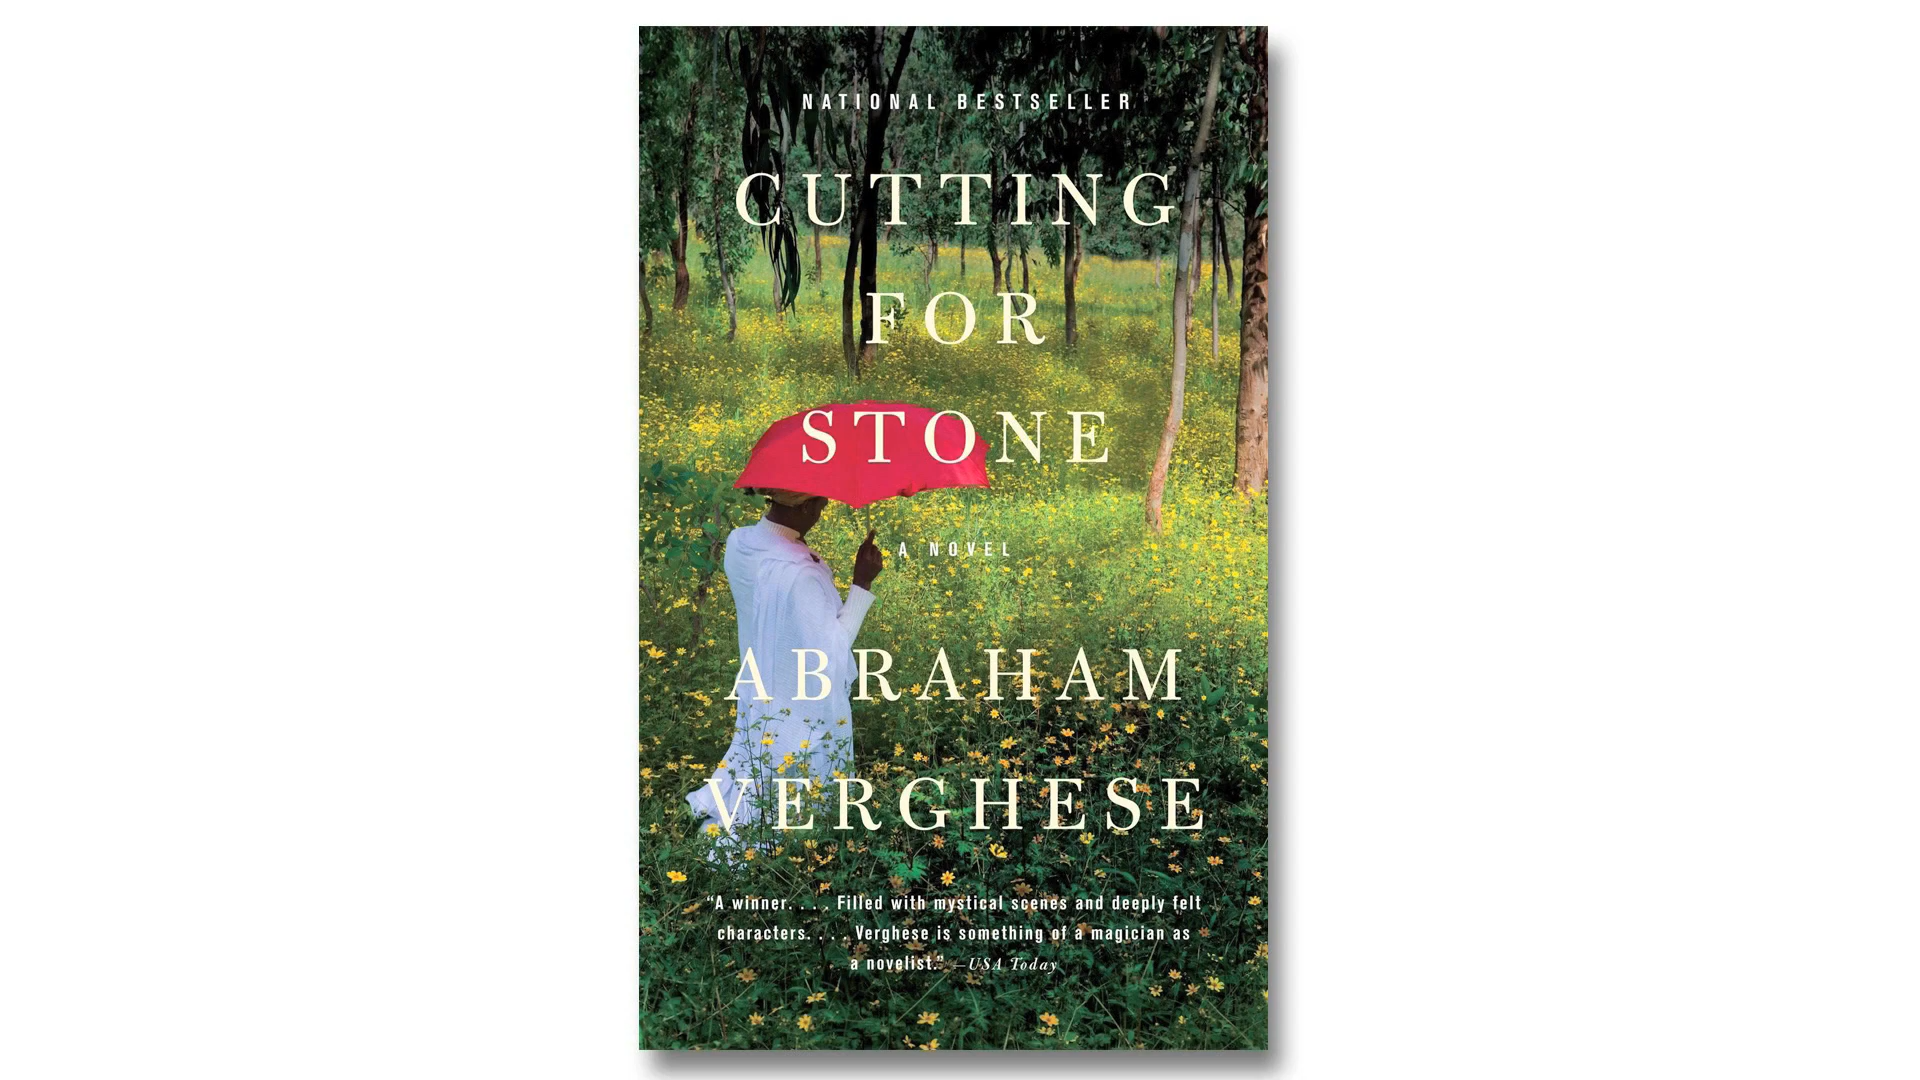 NATIONAL BESTSELLER
CUTTING
FOR
STONE
A NOVEL
ABRAHAM
VERGHESE
“A winner. . . . Filled with mystical scenes and deeply felt
characters. . . . Verghese is something of a magician as
a novelist.” —USA Today